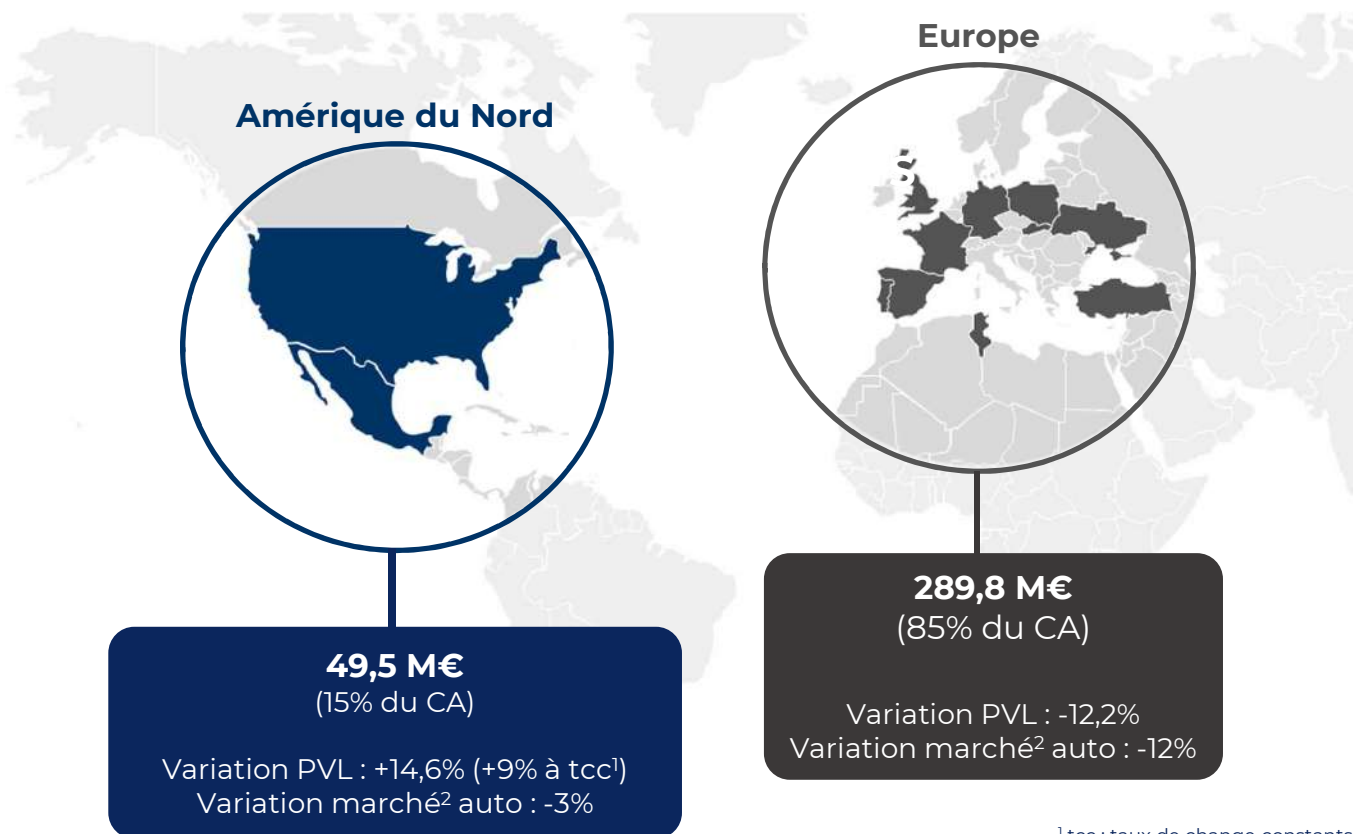 Amérique du Nord
49,5 M€
(15% du CA)
Variation PVL : +14,6% (+9% à tcc¹)
Variation marché² auto : -3%
Europe
289,8 M€
(85% du CA)
Variation PVL : -12,2%
Variation marché² auto : -12%